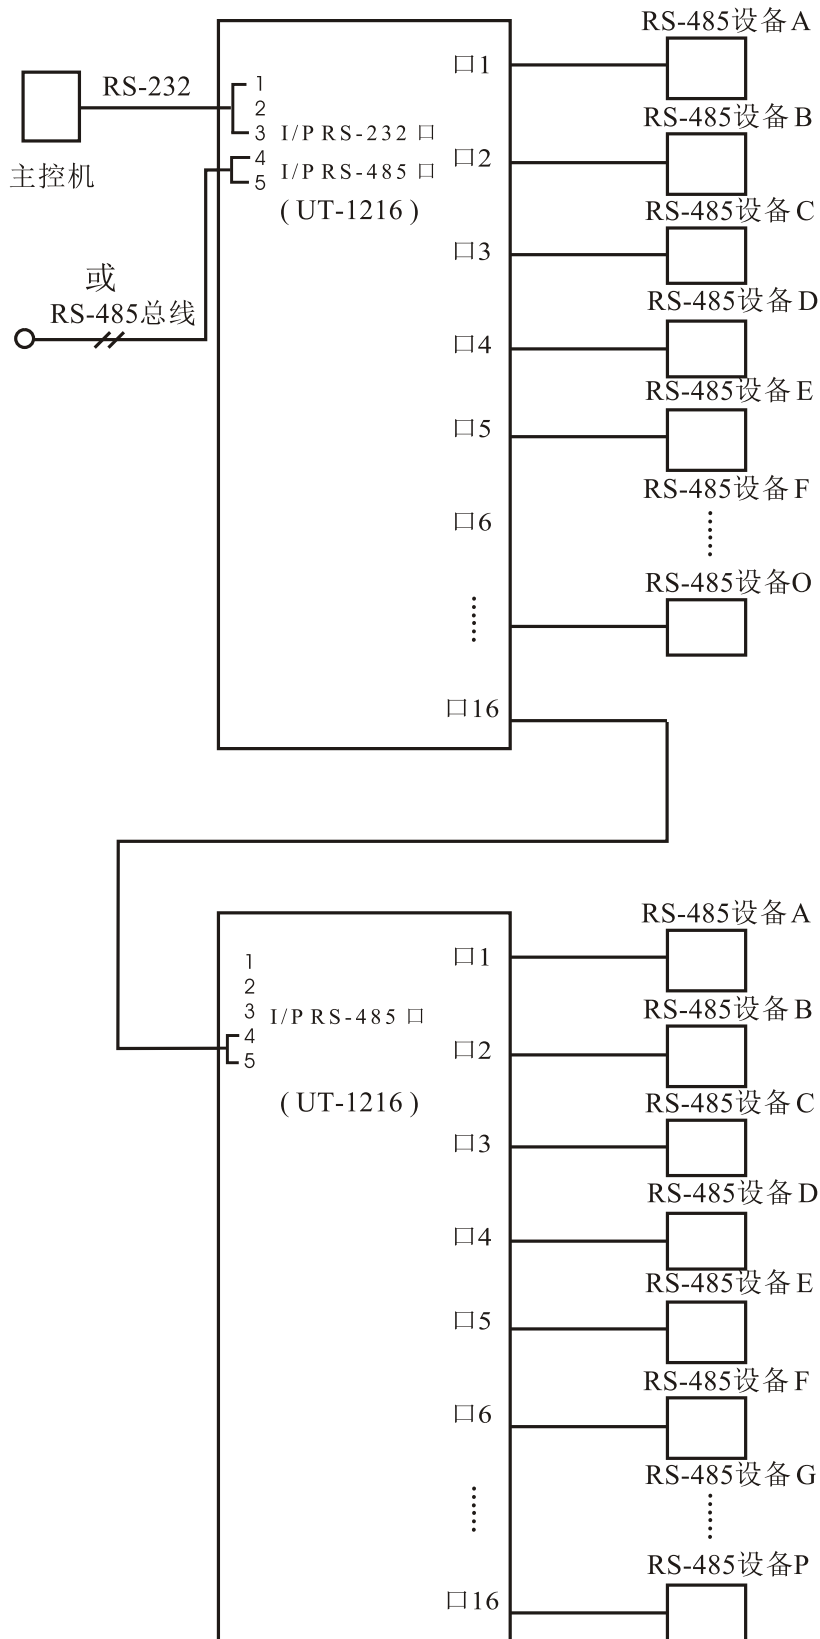 RS-485设备A
口1
RS-232
1
2
3 I/P RS-232 口
4
5 I/P RS-485 口
主控机
(UT-1216)
RS-485设备B
口2
RS-485设备C
口3
或
RS-485总线
RS-485设备D
口4
RS-485设备E
口5
RS-485设备F
口6
RS-485设备O
口16
RS-485设备A
口1
1
2
3 I/P RS-485 口
4
5
(UT-1216)
RS-485设备B
口2
RS-485设备C
口3
RS-485设备D
口4
RS-485设备E
口5
RS-485设备F
口6
RS-485设备G
RS-485设备P
口16